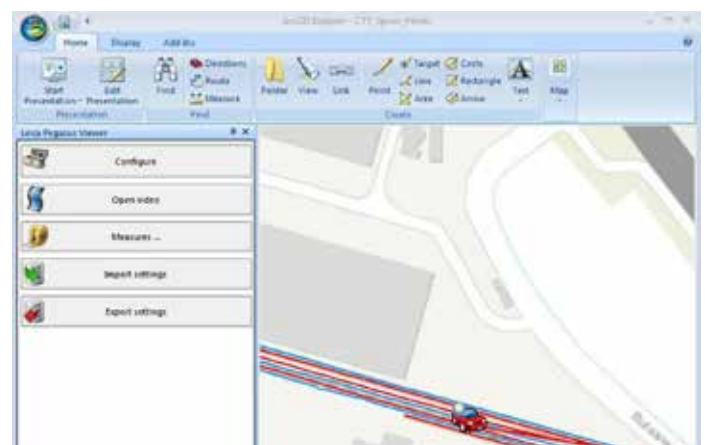 ArcGIS Explorer -
Home Display Add-Ins
Start Presentation
Edit Presentation
Find
Directions
Route
Measure
Folder View Link Point
Target
Line
Area
Circle
Rectangle
Arrow
Text
Map
Presentation Find Create
Leica Pegasus Viewer
Configure
Open video
Measures ...
Import settings
Export settings